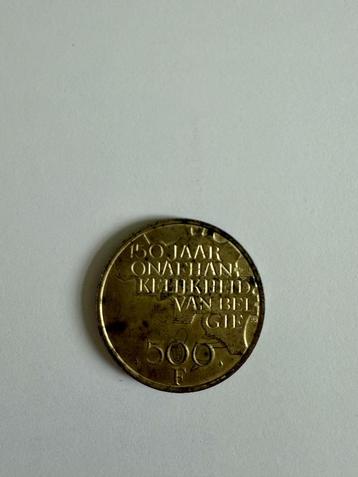 150 JAAR
ONAFHAN
KELIJKHEID
VAN BEL
GIE
500
F